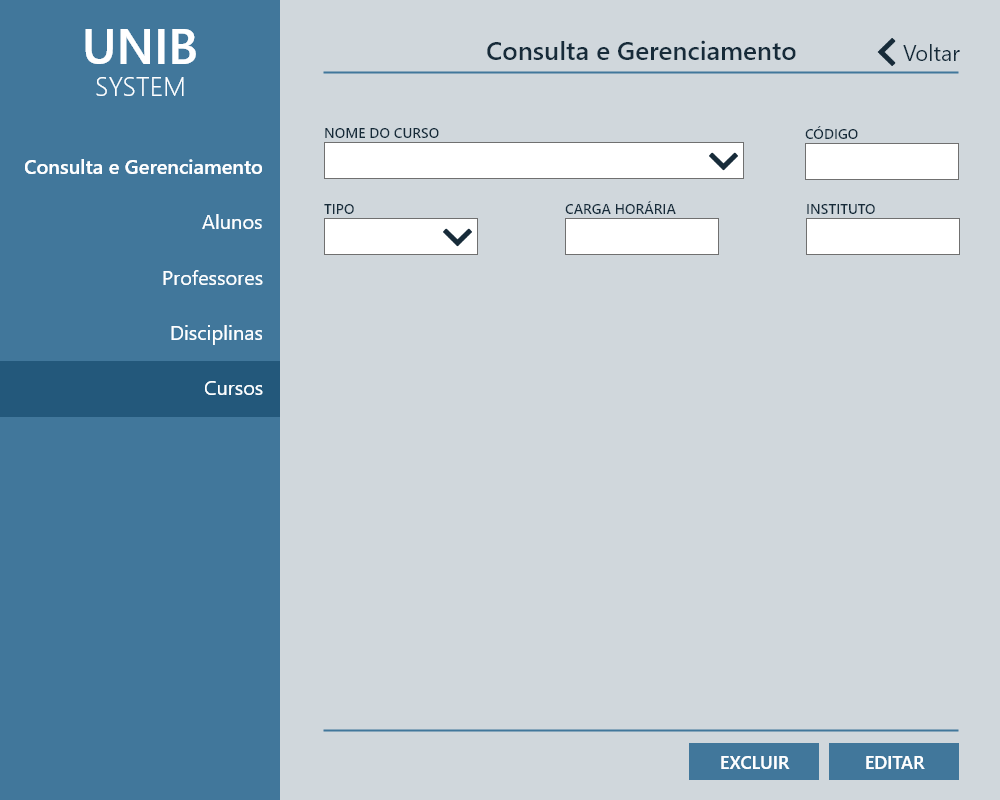 UNIB
SYSTEM
Consulta e Gerenciamento
Alunos
Professores
Disciplinas
Cursos
Consulta e Gerenciamento
Voltar
NOME DO CURSO
CÓDIGO
TIPO
CARGA HORÁRIA
INSTITUTO
EXCLUIR
EDITAR